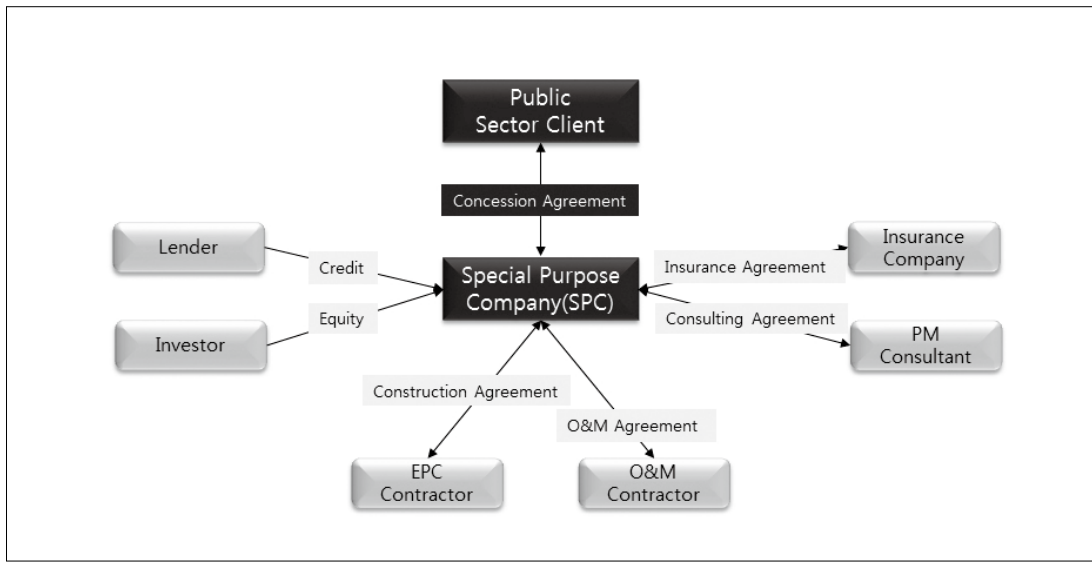 Public
Sector Client
Concession Agreement
Lender
Credit
Special Purpose
Company(SPC)
Insurance Agreement
Insurance
Company
Investor
Equity
Consulting Agreement
PM
Consultant
Construction Agreement
O&M Agreement
EPC
Contractor
O&M
Contractor